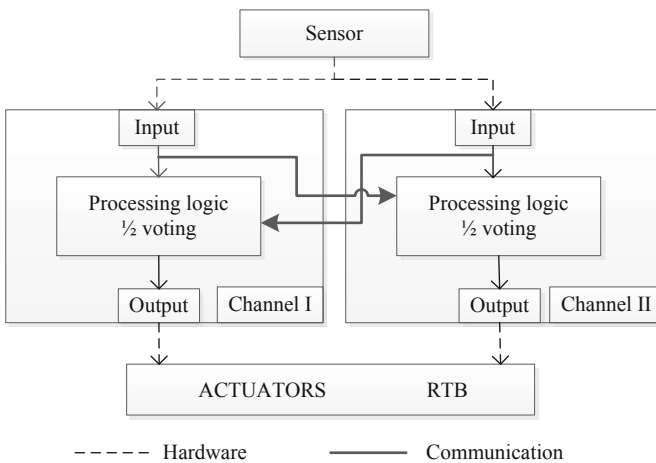 Sensor
Input
Input
Processing logic
½ voting
Processing logic
½ voting
Output
Channel I
Output
Channel II
ACTUATORS
RTB
Hardware
Communication